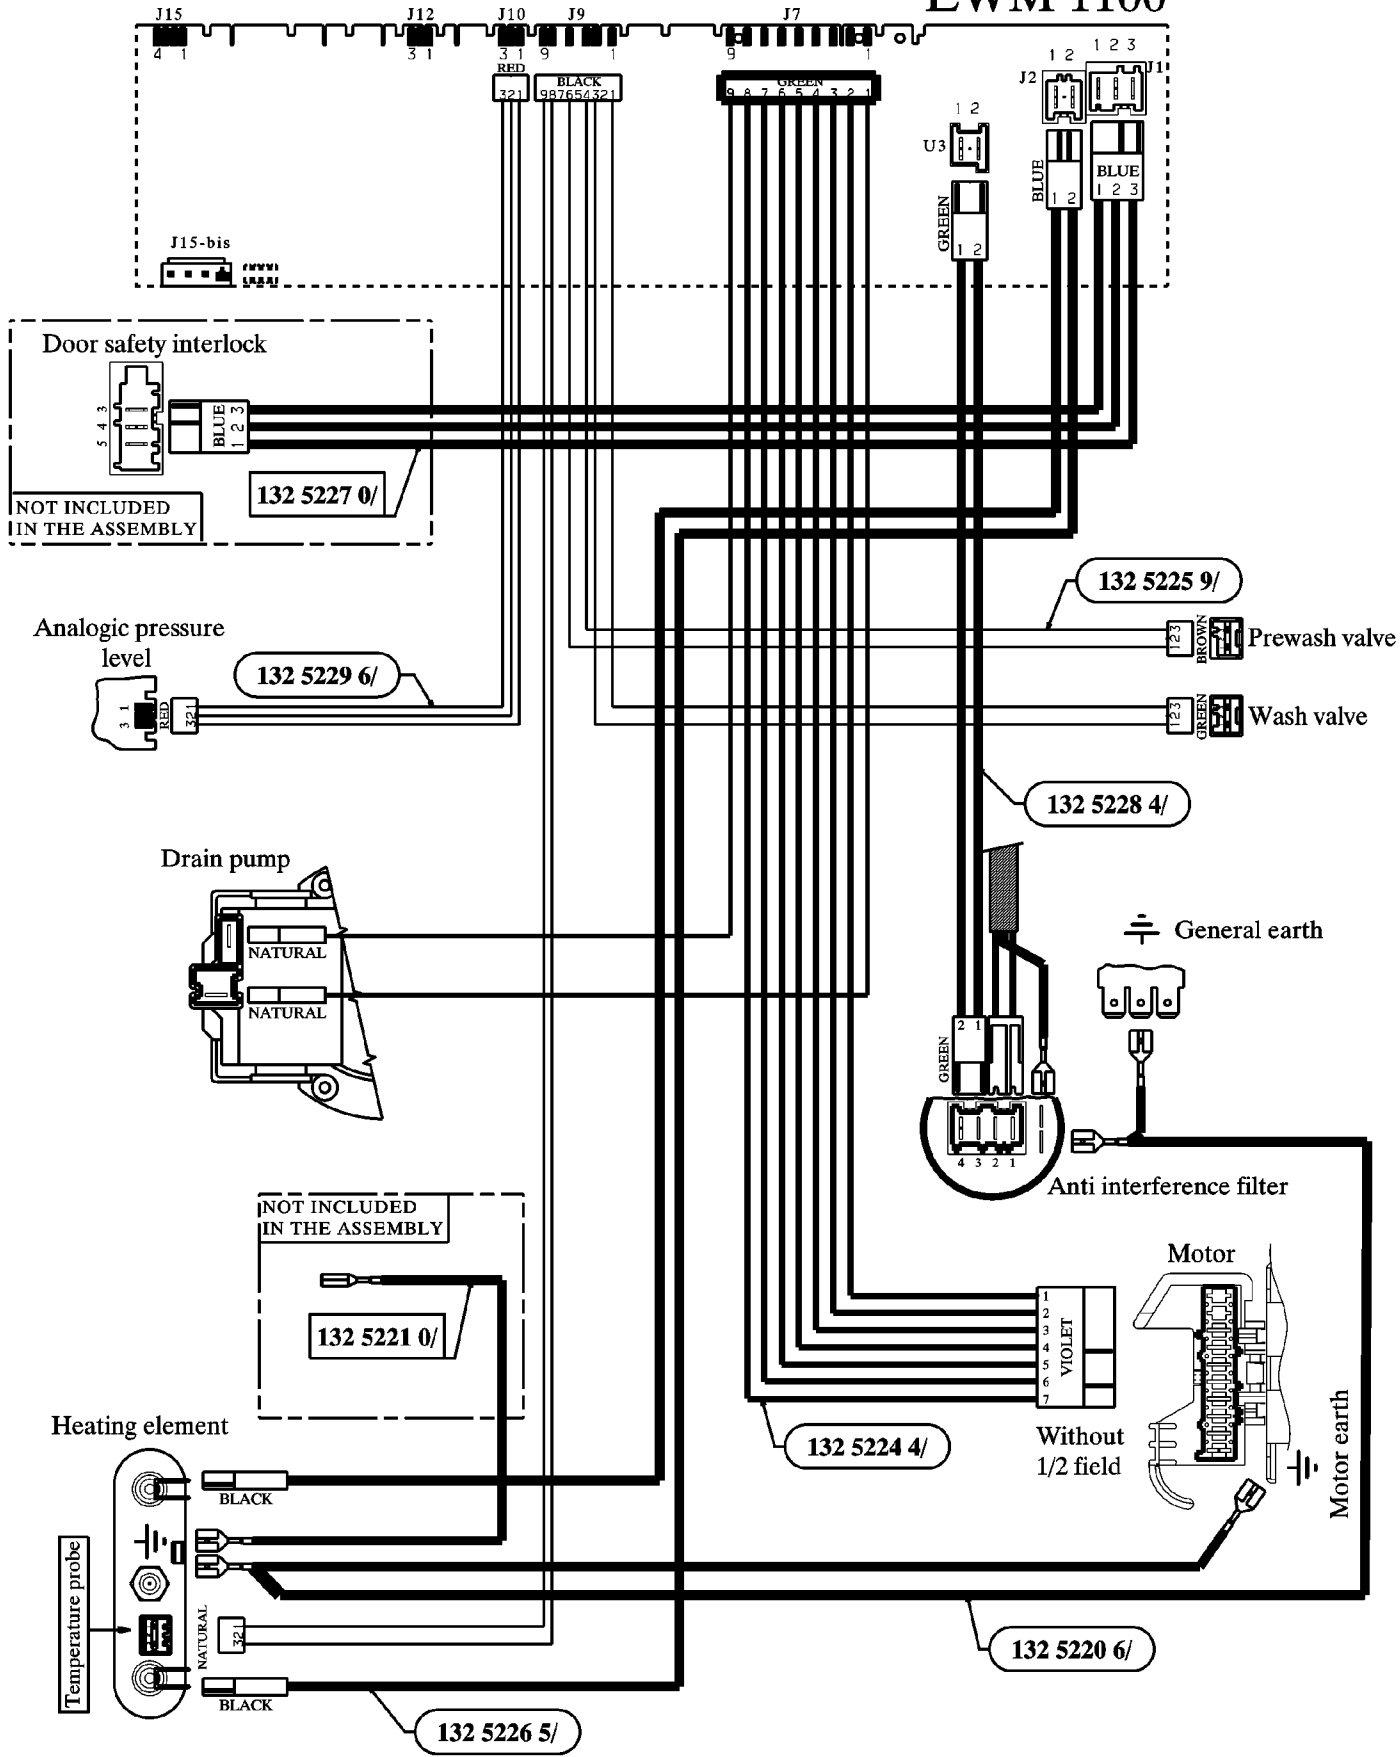 EWM 1100
J15
J12
J10
J9
J7
4 1
3 1
3 1
9 1
9 1
RED
321
BLACK
987654321
GREEN
9 8 7 6 5 4 3 2 1
1 2
J2
1 2 3
J1
1 2
U3
BLUE
1 2
BLUE
1 2 3
GREEN
1 2
J15-bis
Door safety interlock
3
4
5
BLUE
1 2 3
132 5227 0/
NOT INCLUDED
IN THE ASSEMBLY
132 5225 9/
123
BROWN
Prewash valve
Analogic pressure
level
132 5229 6/
3 1
RED
321
123
GREEN
Wash valve
132 5228 4/
Drain pump
NATURAL
NATURAL
General earth
2 1
GREEN
4 3 2 1
Anti interference filter
NOT INCLUDED
IN THE ASSEMBLY
132 5221 0/
Motor
1
2
3
4
5
6
7
VIOLET
Without
1/2 field
132 5224 4/
Motor earth
Heating element
BLACK
Temperature probe
NATURAL
321
BLACK
132 5220 6/
132 5226 5/